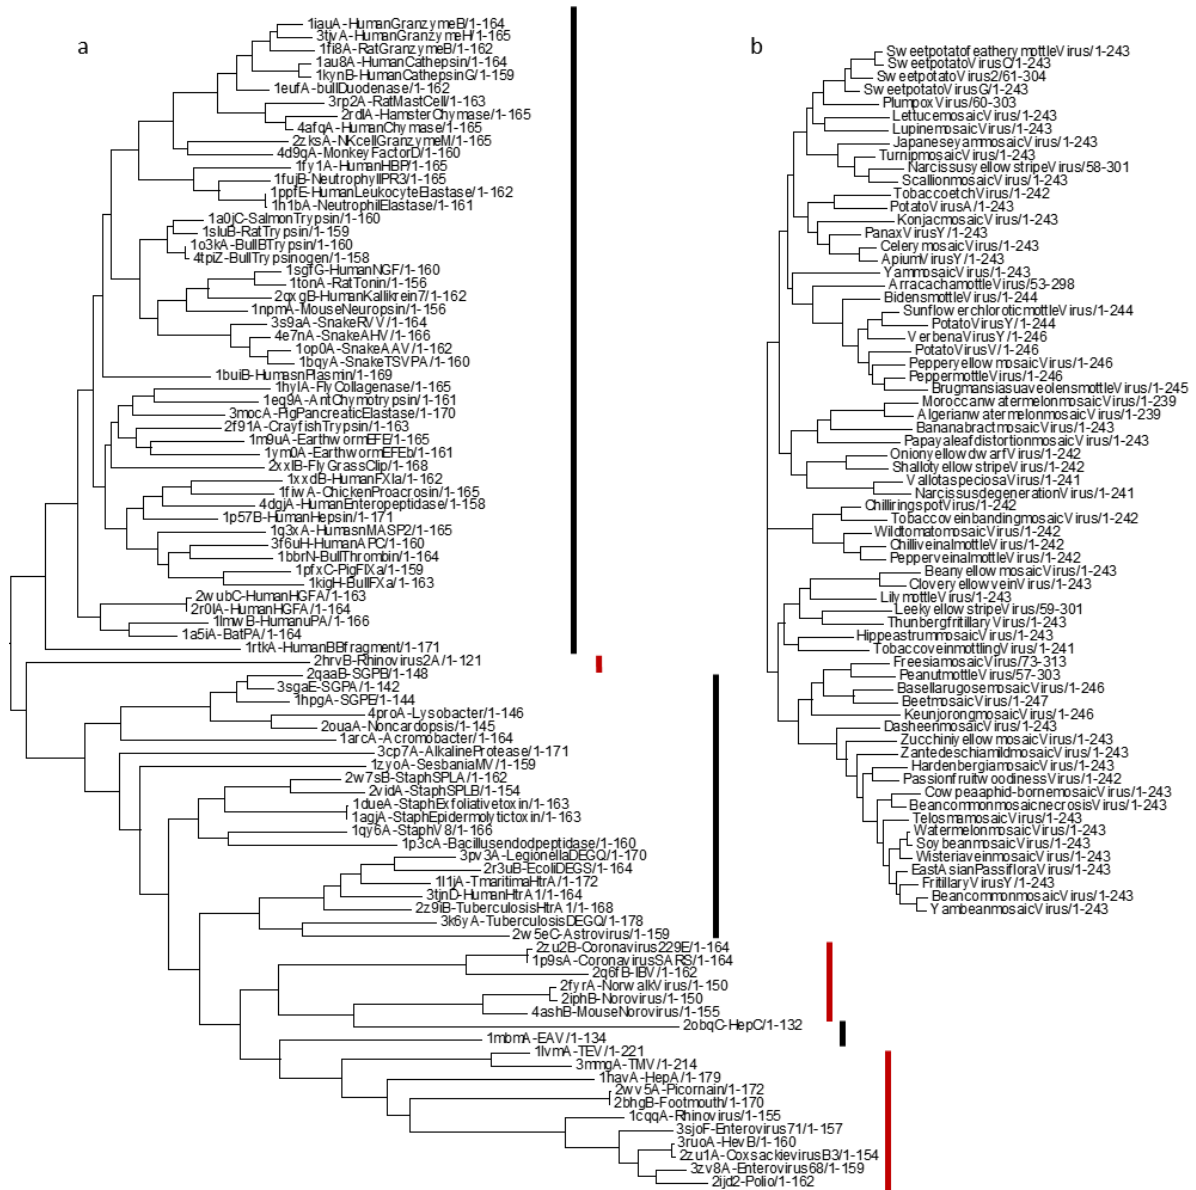 a
1iauA-HumanGranzymeB/1-164
3tjvA-HumanGranzymeH/1-165
1fi8A-RatGranzymeB/1-162
1au8A-HumanCathepsin/1-164
1kynB-HumanCathepsinG/1-159
1eufA-bullDuodenase/1-162
3rp2A-RatMastCell/1-163
2rdlA-HamsterChymase/1-165
4afqA-HumanChymase/1-165
2zksA-NKcellGranzymeM/1-165
4d9qA-MonkeyFactorD/1-160
1fy1A-HumanHBP/1-165
1fujB-NeutrophyllPR3/1-165
1ppfE-HumanLeukocyteElastase/1-162
1h1bA-NeutrophilElastase/1-161
1a0jC-SalmonTrypsin/1-160
1sluB-RatTrypsin/1-159
1o3kA-BullBTrypsin/1-160
4tpiZ-BullTrypsinogen/1-158
1sgfG-HumanNGF/1-160
1tonA-RatTonin/1-156
2qxgB-HumanKallikrein7/1-162
1npmA-MouseNeuropsin/1-156
3s9aA-SnakeRVV/1-164
4e7nA-SnakeAHV/1-166
1op0A-SnakeAAV/1-162
1bqyA-SnakeTSVPA/1-160
1buiB-HumasnPlasmin/1-169
1hylA-FlyCollagenase/1-165
1eq9A-AntChymotrypsin/1-161
3mocA-PigPancreaticElastase/1-170
2f91A-CrayfishTrypsin/1-163
1m9uA-EarthwormEFE/1-165
1ym0A-EarthwormEFEb/1-161
2xxlB-FlyGrassClip/1-168
1xxdB-HumanFXIa/1-162
1fiwA-ChickenProacrosin/1-165
4dgjA-HumanEnteropeptidase/1-158
1p57B-HumanHepsin/1-171
1q3xA-HumasnMASP2/1-165
3f6uH-HumanAPC/1-160
1bbrN-BullThrombin/1-164
1pfxC-PigFIXa/1-159
1kigH-BullFXa/1-163
2wubC-HumanHGFA/1-163
2r0lA-HumanHGFA/1-164
1lmwB-HumanuPA/1-166
1a5iA-BatPA/1-164
1rtkA-HumanBBfragment/1-171
2hrvB-Rhinovirus2A/1-121
2qaaB-SGPB/1-148
3sgaE-SGPA/1-142
1hpgA-SGPE/1-144
4proA-Lysobacter/1-146
2ouaA-Noncardopsis/1-145
1arcA-Acromobacter/1-164
3cp7A-AlkalineProtease/1-171
1zyoA-SesbaniaMV/1-159
2w7sB-StaphSPLA/1-162
2vidA-StaphSPLB/1-154
1dueA-StaphExfoliativetoxin/1-163
1agjA-StaphEpidermolytictoxin/1-163
1qy6A-StaphV8/1-166
1p3cA-Bacillusendodpeptidase/1-160
3pv3A-LegionellaDEGQ/1-170
2r3uB-EcoliDEGS/1-164
1l1jA-TmaritimaHtrA/1-172
3tjnD-HumanHtrA1/1-164
2z9iB-TuberculosisHtrA1/1-168
3k6yA-TuberculosisDEGQ/1-178
2w5eC-Astrovirus/1-159
2zu2B-Coronavirus229E/1-164
1p9sA-CoronavirusSARS/1-164
2q6fB-IBV/1-162
2fyrA-NorwalkVirus/1-150
2iphB-Norovirus/1-150
4ashB-MouseNorovirus/1-155
2obqC-HepC/1-132
1mbmA-EAV/1-134
1lvmA-TEV/1-221
3mmgA-TMV/1-214
1havA-HepA/1-179
2wv5A-Picornain/1-172
2bhgB-Footmouth/1-170
1cqqA-Rhinovirus/1-155
3sjoF-Enterovirus71/1-157
3ruoA-HevB/1-160
2zu1A-CoxsackievirusB3/1-154
3zv8A-Enterovirus68/1-159
2ijd2-Polio/1-162
b
SweetpotatofeatherymottleVirus/1-243
SweetpotatoVirusC/1-243
SweetpotatoVirus2/61-304
SweetpotatoVirusG/1-243
PlumpoxVirus/60-303
LettucemosaicVirus/1-243
LupinemosaicVirus/1-243
JapaneseyammosaicVirus/1-243
TurnipmosaicVirus/1-243
NarcissusyellowstripeVirus/58-301
ScallionmosaicVirus/1-243
TobaccoetchVirus/1-242
PotatoVirusA/1-243
KonjacmosaicVirus/1-243
PanaxVirusY/1-243
CelerymosaicVirus/1-243
ApiumVirusY/1-243
YammosaicVirus/1-243
ArracachamottleVirus/53-298
BidensmottleVirus/1-244
SunflowerchloroticmottleVirus/1-244
PotatoVirusY/1-244
VerbenaVirusY/1-246
PotatoVirusV/1-246
PepperyellowmosaicVirus/1-246
PeppermottleVirus/1-246
BrugmansiasuaveolensmottleVirus/1-245
MoroccanwatermelonmosaicVirus/1-239
AlgerianwatermelonmosaicVirus/1-239
BananabractmosaicVirus/1-243
PapayaleafdistortionmosaicVirus/1-243
OnionyellowdwarfVirus/1-242
ShallotyellowstripeVirus/1-242
VallotaspeciosaVirus/1-241
NarcissusdegenerationVirus/1-241
ChilliringspotVirus/1-242
TobaccoveinbandingmosaicVirus/1-242
WildtomatomosaicVirus/1-242
ChilliveinalmottleVirus/1-242
PepperveinalmottleVirus/1-242
BeanyellowmosaicVirus/1-243
CloveryellowveinVirus/1-243
LilymottleVirus/1-243
LeekyellowstripeVirus/59-301
ThunbergfritillaryVirus/1-243
HippeastrummosaicVirus/1-243
TobaccoveinmottlingVirus/1-241
FreesiamosaicVirus/73-313
PeanutmottleVirus/57-303
BasellarugosemosaicVirus/1-246
BeetmosaicVirus/1-247
KeunjorongmosaicVirus/1-246
DasheenmosaicVirus/1-243
ZucchiniyellowmosaicVirus/1-243
ZantedeschiamildmosaicVirus/1-243
HardenbergiamosaicVirus/1-243
PassionfruitwoodinessVirus/1-242
Cowpeaaphid-bornemosaicVirus/1-243
BeancommonmosaicnecrosisVirus/1-243
TelosmamosaicVirus/1-243
WatermelonmosaicVirus/1-243
SoybeanmosaicVirus/1-243
WisteriaveinmosaicVirus/1-243
EastAsianPassifloraVirus/1-243
FritillaryVirusY/1-243
BeancommonmosaicVirus/1-243
YambeanmosaicVirus/1-243